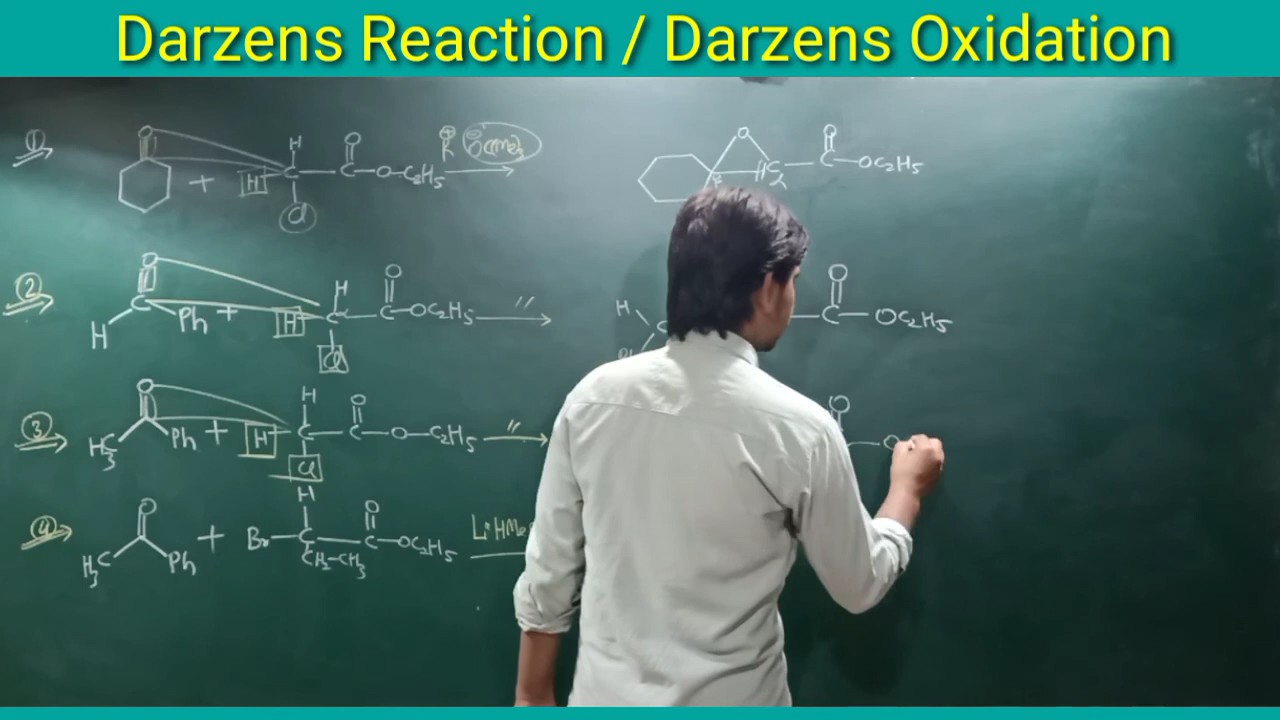 Darzens Reaction / Darzens Oxidation
① O + H H C Cl C O O-C₂H₅ K⊕ ⊖O(CMe₃ O C O OC₂H₅
② O C H Ph + H H C Cl C O OC₂H₅ " H C O OC₂H₅
③ O H₃C Ph + H H C Cl C O O-C₂H₅ " O O
④ O H₃C Ph + Br H C CH₂-CH₃ C O OC₂H₅